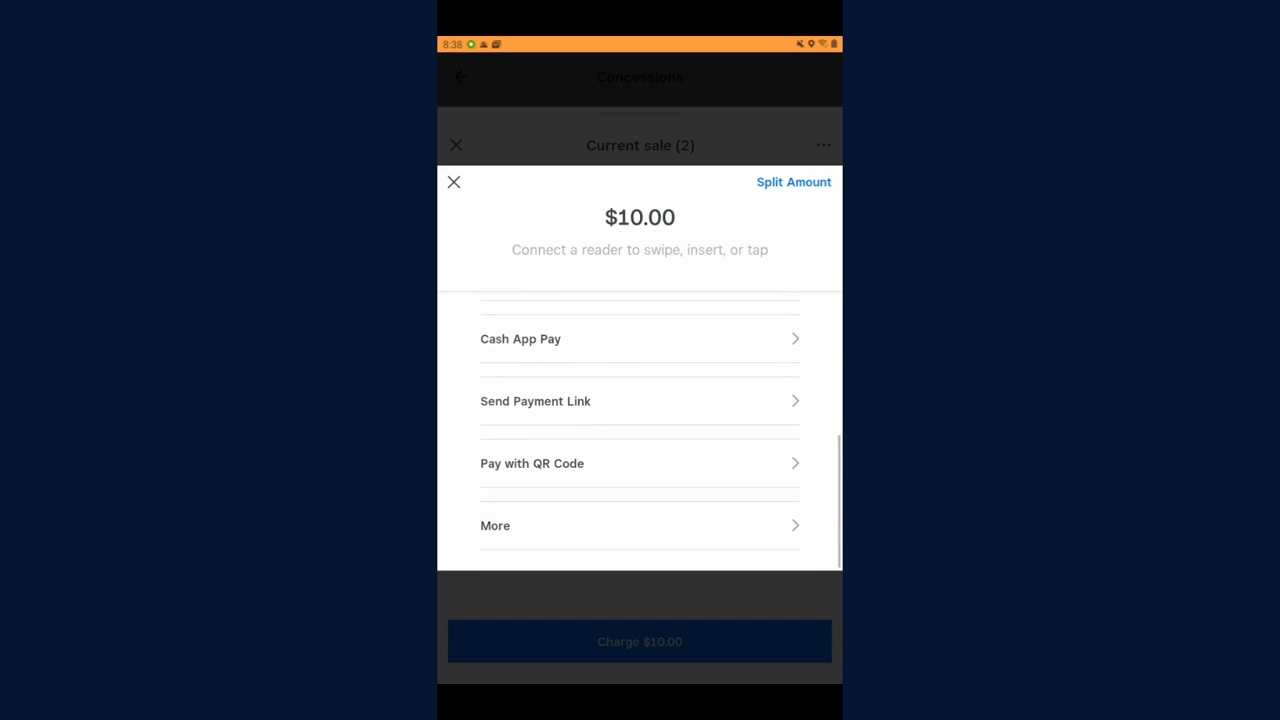 8:38
Concessions
Current sale (2)
Split Amount
$10.00
Connect a reader to swipe, insert, or tap
Cash App Pay
Send Payment Link
Pay with QR Code
More
Charge $10.00